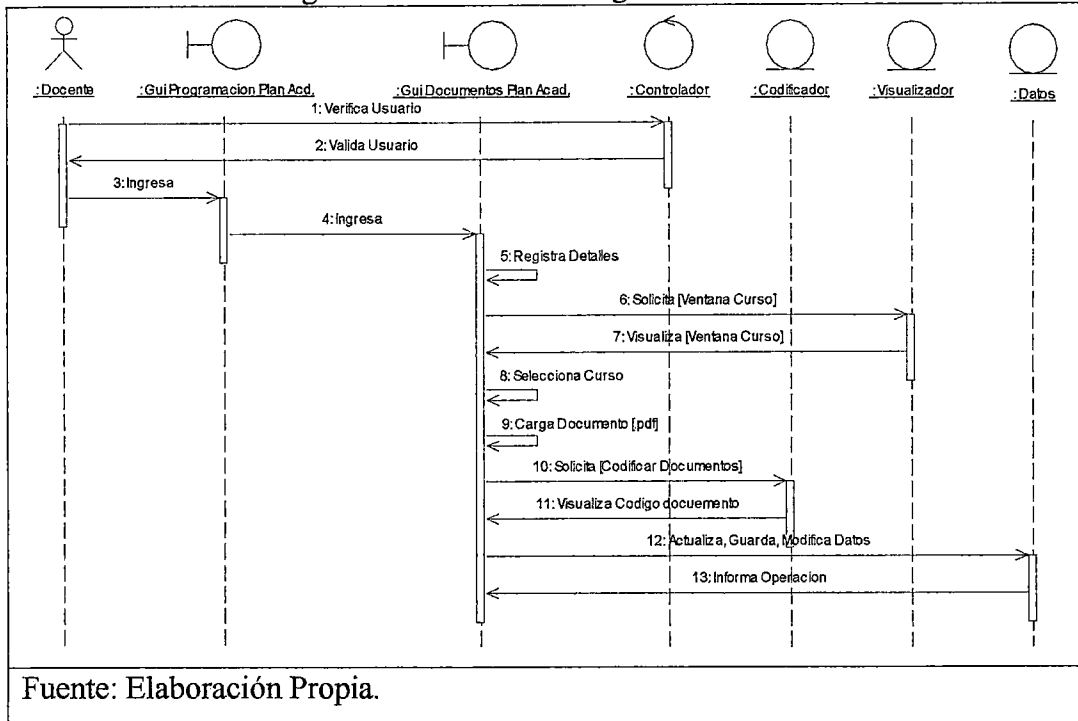 :Docente
:Gui Programacion Plan Acd,
:Gui Documentos Plan Acad,
:Controlador
:Codificador
:Visualizador
:Datos
1: Verifica Usuario
2: Valida Usuario
3: Ingresa
4: Ingresa
5: Registra Detalles
6: Solicita [Ventana Curso]
7: Visualiza [Ventana Curso]
8: Selecciona Curso
9: Carga Documento [pdf]
10: Solicita [Codificar Documentos]
11: Visualiza Codigo docuemento
12: Actualiza, Guarda, Modifica Datos
13: Informa Operacion
Fuente: Elaboración Propia.